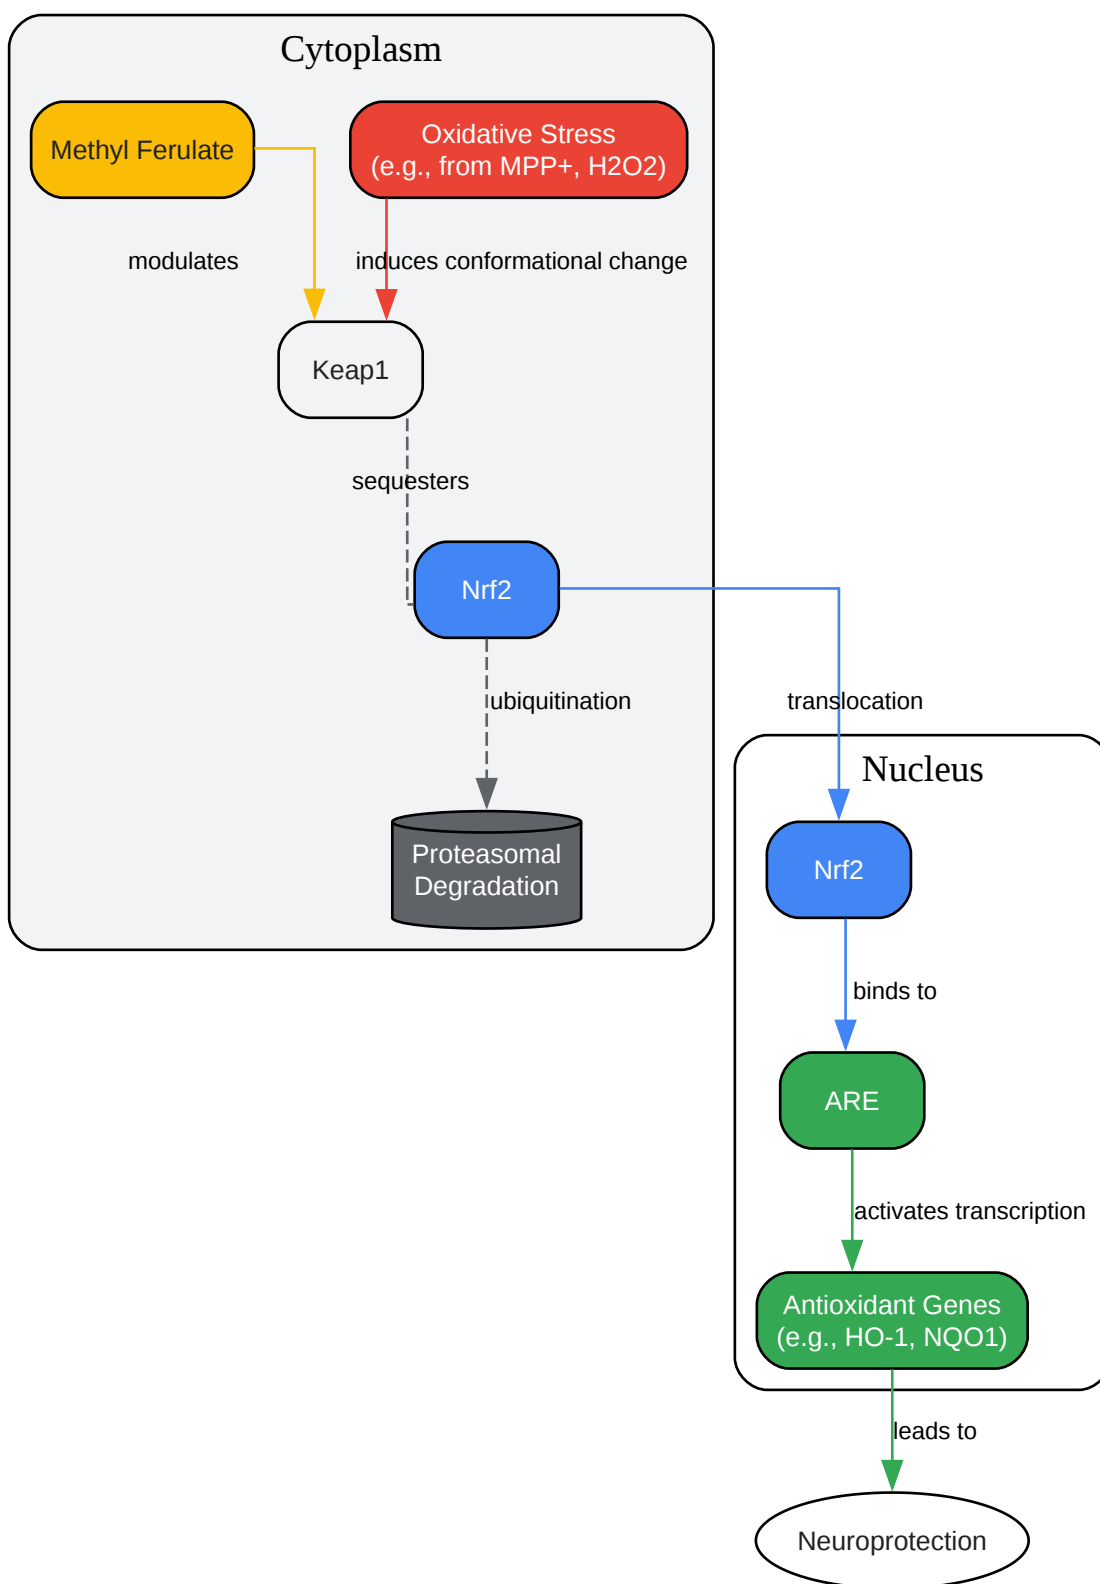 Cytoplasm
Methyl Ferulate
Oxidative Stress
(e.g., from MPP+, H2O2)
modulates
induces conformational change
Keap1
sequesters
Nrf2
ubiquitination
translocation
Nucleus
Proteasomal
Degradation
Nrf2
binds to
ARE
activates transcription
Antioxidant Genes
(e.g., HO-1, NQO1)
leads to
Neuroprotection